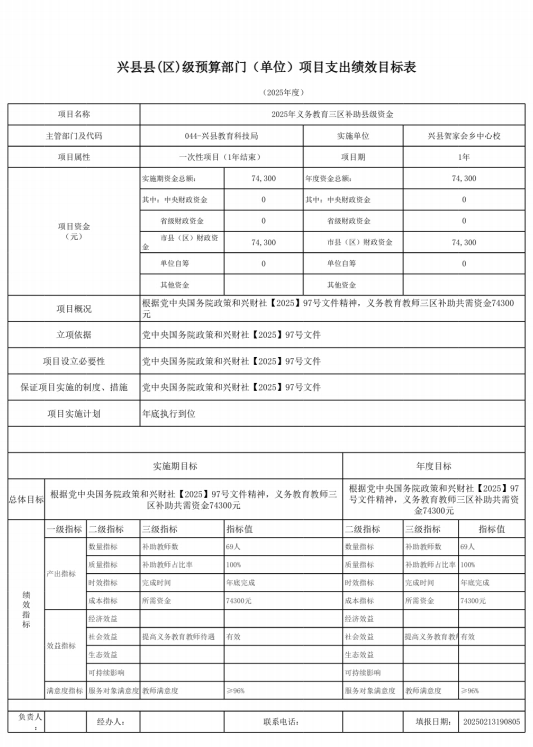 兴县县(区)级预算部门（单位）项目支出绩效目标表
（2025年度）
项目名称 2025年义务教育三区补助县级资金
主管部门及代码 044-兴县教育科技局 实施单位 兴县贺家会乡中心校
项目属性 一次性项目（1年结束） 项目期 1年
项目资金（元） 实施期资金总额: 74,300 年度资金总额: 74,300
其中: 中央财政资金 0 其中: 中央财政资金 0
省级财政资金 0 省级财政资金 0
市县（区）财政资金 74,300 市县（区）财政资金 74,300
单位自筹 0 单位自筹 0
其他资金 其他资金
项目概况 根据党中央国务院政策和兴财社【2025】97号文件精神，义务教育教师三区补助共需资金74300元
立项依据 党中央国务院政策和兴财社【2025】97号文件
项目设立必要性 党中央国务院政策和兴财社【2025】97号文件
保证项目实施的制度、措施 党中央国务院政策和兴财社【2025】97号文件
项目实施计划 年底执行到位
实施期目标 年度目标
总体目标 根据党中央国务院政策和兴财社【2025】97号文件精神，义务教育教师三区补助共需资金74300元 根据党中央国务院政策和兴财社【2025】97号文件精神，义务教育教师三区补助共需资金74300元
绩效指标 一级指标 二级指标 三级指标 指标值 二级指标 三级指标 指标值
产出指标 数量指标 补助教师数 69人 数量指标 补助教师数 69人
质量指标 补助教师占比率 100% 质量指标 补助教师占比率 100%
时效指标 完成时间 年底完成 时效指标 完成时间 年底完成
成本指标 所需资金 74300元 成本指标 所需资金 74300元
效益指标 经济效益 经济效益
社会效益 提高义务教育教师待遇 有效 社会效益 提高义务教育教师 有效
生态效益 生态效益
可持续影响 可持续影响
满意度指标 服务对象满意度 教师满意度 ≥96% 服务对象满意度 教师满意度 ≥96%
负责人: 经办人: 联系电话: 填报日期: 20250213190805